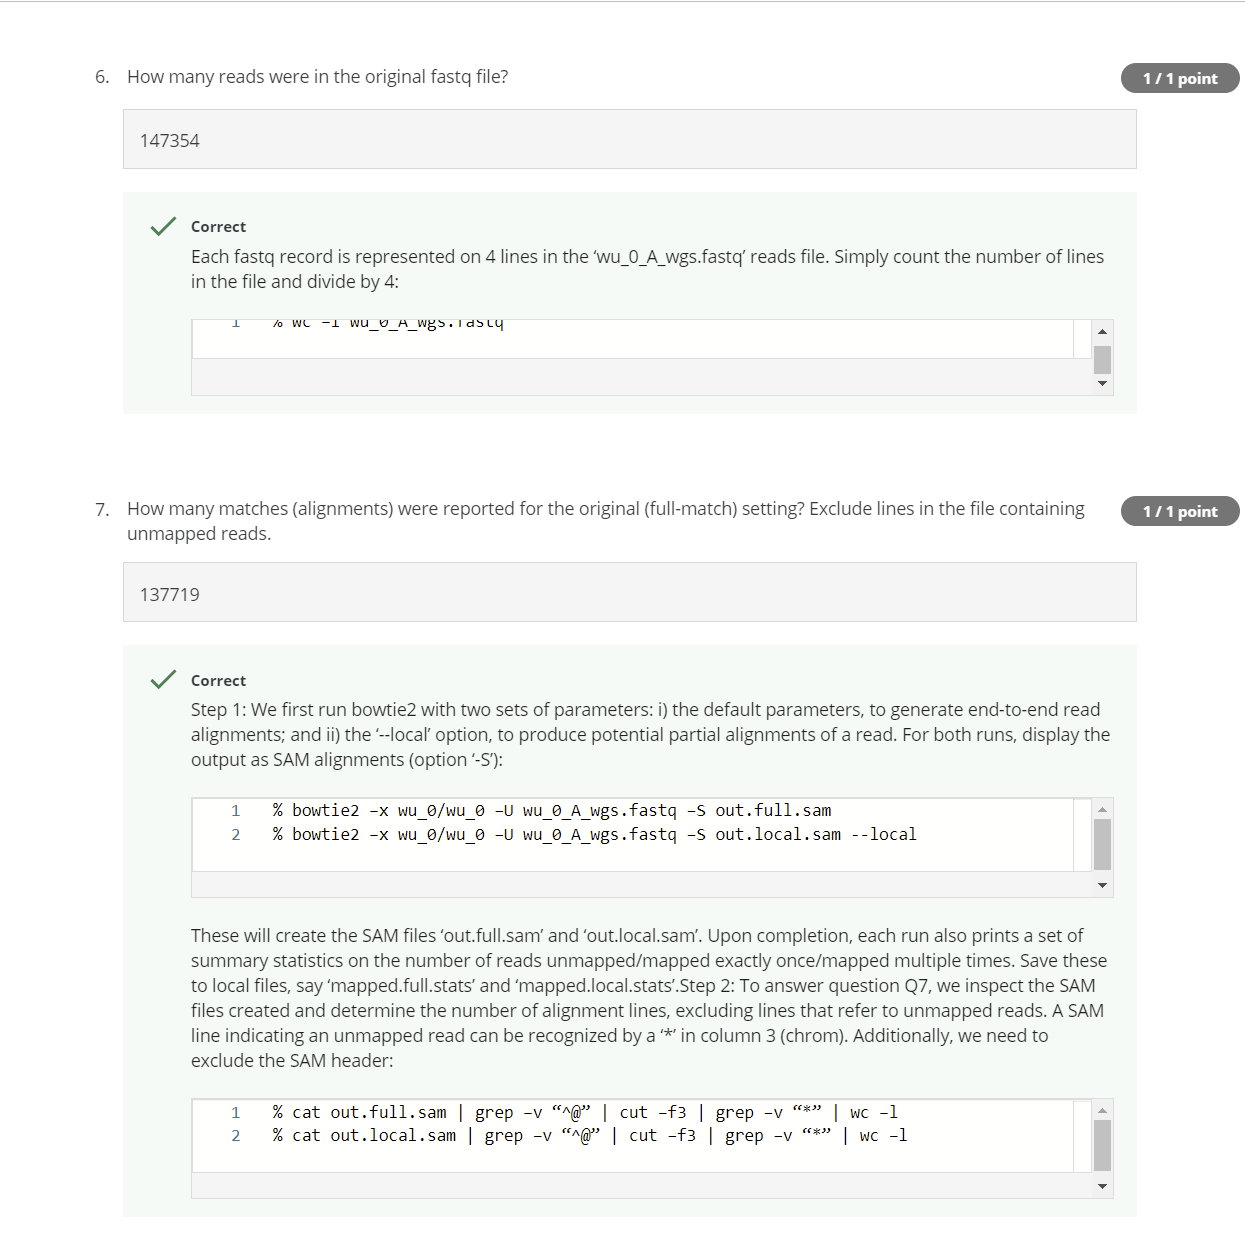 6. How many reads were in the original fastq file?
1 / 1 point
147354
Correct
Each fastq record is represented on 4 lines in the ‘wu_0_A_wgs.fastq’ reads file. Simply count the number of lines
in the file and divide by 4:
1 % wc -l wu_0_A_wgs.fastq
7. How many matches (alignments) were reported for the original (full-match) setting? Exclude lines in the file containing
unmapped reads.
1 / 1 point
137719
Correct
Step 1: We first run bowtie2 with two sets of parameters: i) the default parameters, to generate end-to-end read
alignments; and ii) the ‘--local’ option, to produce potential partial alignments of a read. For both runs, display the
output as SAM alignments (option ‘-S’):
1 % bowtie2 -x wu_0/wu_0 -U wu_0_A_wgs.fastq -S out.full.sam
2 % bowtie2 -x wu_0/wu_0 -U wu_0_A_wgs.fastq -S out.local.sam --local
These will create the SAM files ‘out.full.sam’ and ‘out.local.sam’. Upon completion, each run also prints a set of
summary statistics on the number of reads unmapped/mapped exactly once/mapped multiple times. Save these
to local files, say ‘mapped.full.stats’ and ‘mapped.local.stats’.Step 2: To answer question Q7, we inspect the SAM
files created and determine the number of alignment lines, excluding lines that refer to unmapped reads. A SAM
line indicating an unmapped read can be recognized by a ‘*’ in column 3 (chrom). Additionally, we need to
exclude the SAM header:
1 % cat out.full.sam | grep -v “^@” | cut -f3 | grep -v “*” | wc -l
2 % cat out.local.sam | grep -v “^@” | cut -f3 | grep -v “*” | wc -l